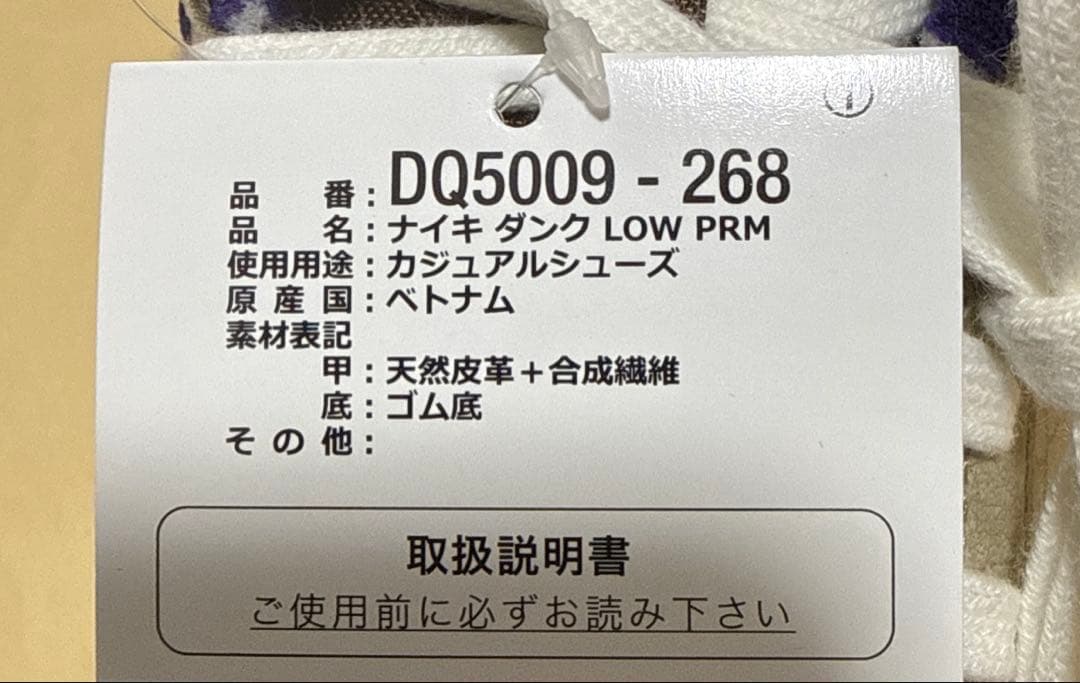 ①
品番：DQ5009 - 268
品名：ナイキ ダンク LOW PRM
使用用途：カジュアルシューズ
原産国：ベトナム
素材表記
甲：天然皮革＋合成繊維
底：ゴム底
その他：
取扱説明書
ご使用前に必ずお読み下さい